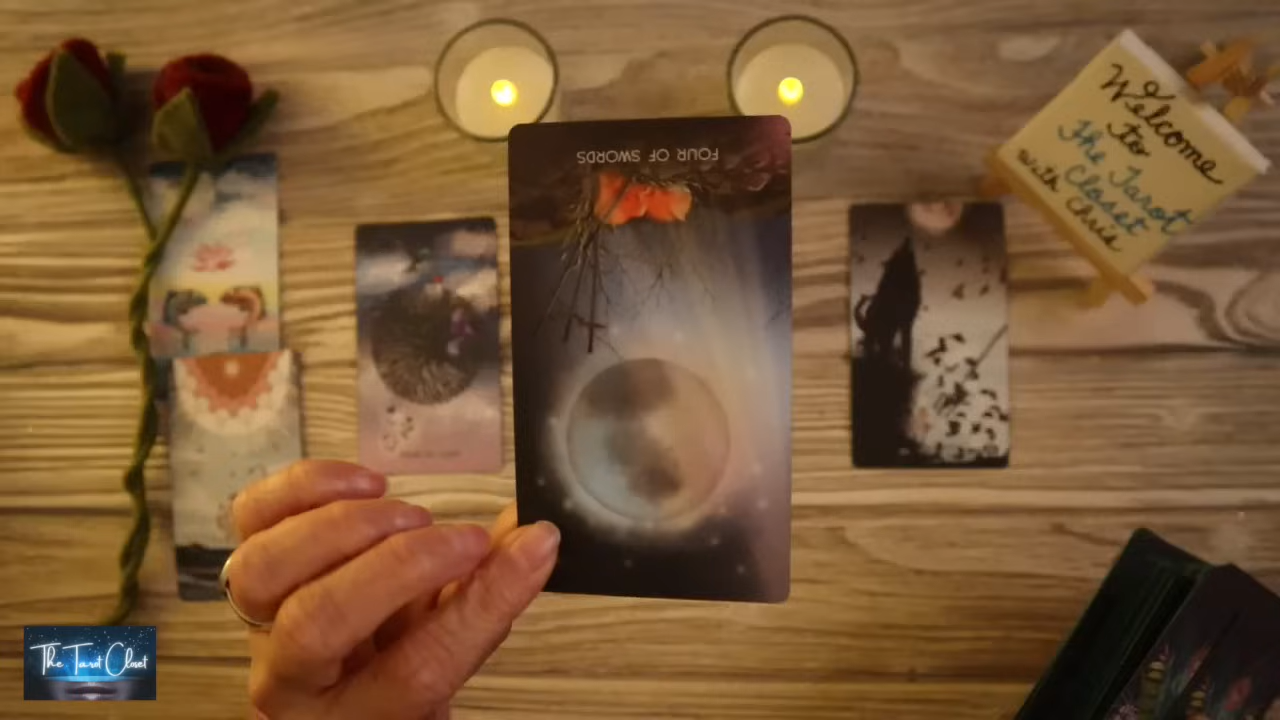 FOUR OF SWORDS
Welcome
to
The Tarot
Closet
with Chris
The Tarot Closet